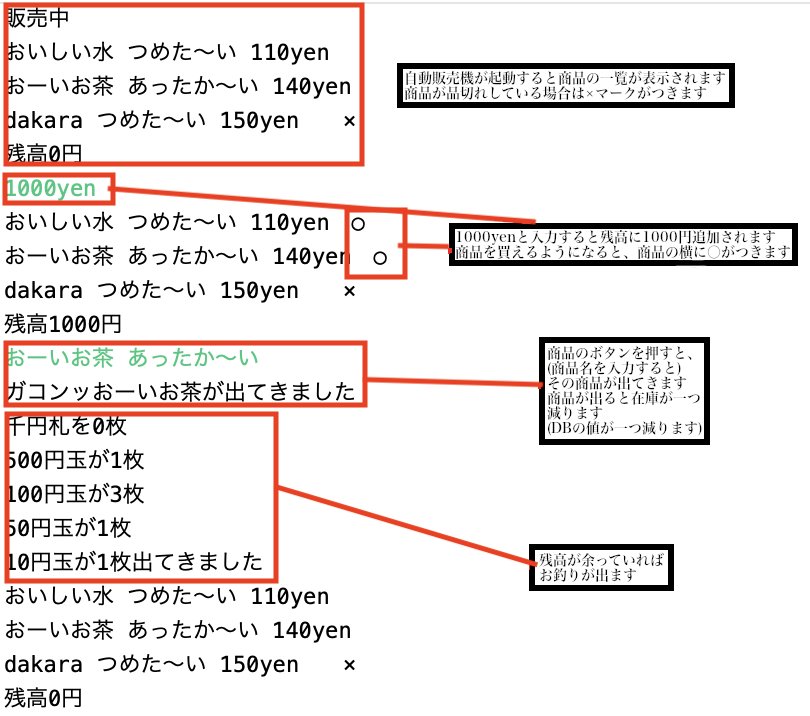 販売中
おいしい水 つめた〜い 110yen
おーいお茶 あったか〜い 140yen
dakara つめた〜い 150yen ×
残高0円
自動販売機が起動すると商品の一覧が表示されます
商品が品切れしている場合は×マークがつきます
1000yen
おいしい水 つめた〜い 110yen ○
おーいお茶 あったか〜い 140yen ○
dakara つめた〜い 150yen ×
残高1000円
1000yenと入力すると残高に1000円追加されます
商品を買えるようになると、商品の横に○がつきます
おーいお茶 あったか〜い
ガコンッおーいお茶が出てきました
商品のボタンを押すと、
(商品名を入力すると)
その商品が出てきます
商品が出ると在庫が一つ
減ります
(DBの値が一つ減ります)
千円札を0枚
500円玉が1枚
100円玉が3枚
50円玉が1枚
10円玉が1枚出てきました
残高が余っていれば
お釣りが出ます
おいしい水 つめた〜い 110yen
おーいお茶 あったか〜い 140yen
dakara つめた〜い 150yen ×
残高0円